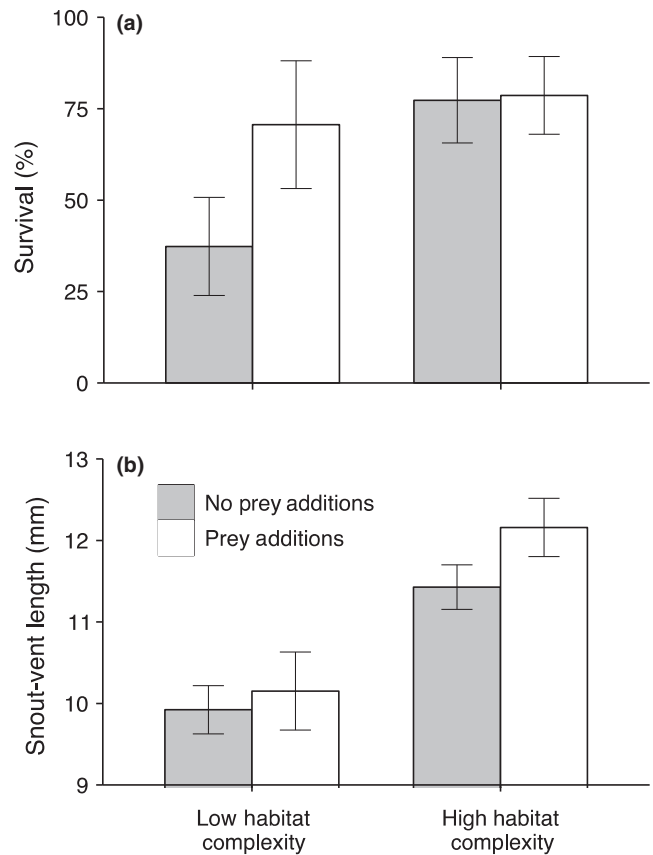 (a)
100
75
50
25
0
Survival (%)
(b)
13
12
11
10
9
Snout-vent length (mm)
No prey additions
Prey additions
Low habitat
complexity
High habitat
complexity